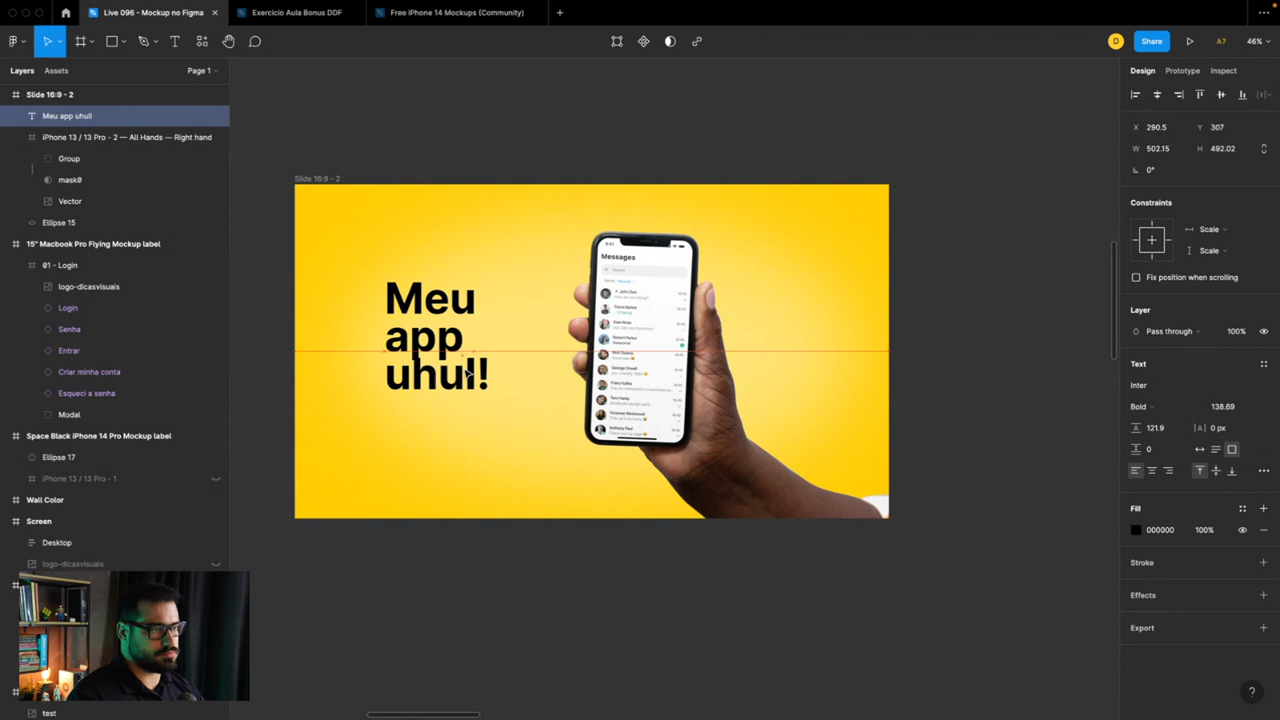 Live 096 - Mockup no Figma
Exercício Aula Bonus DDF
Free iPhone 14 Mockups (Community)
D
Share
A?
46%
Layers
Assets
Page 1
Design
Prototype
Inspect
Slide 16:9 - 2
Meu app uhul!
iPhone 13 / 13 Pro - 2 — All Hands — Right hand
Group
mask0
Vector
Ellipse 15
15" Macbook Pro Flying Mockup label
01 - Login
logo-dicasvisuais
Login
Senha
Entrar
Criar minha conta
Esqueci a senha
Modal
Space Black iPhone 14 Pro Mockup label
Ellipse 17
iPhone 13 / 13 Pro - 1
Wall Color
Screen
Desktop
logo-dicasvisuais
test
Slide 16:9 - 2
Meu
app
uhul!
Messages
Search
X 290.5
Y 307
W 502.15
H 492.02
0°
Constraints
Scale
Scale
Fix position when scrolling
Layer
Pass through
100%
Text
Inter
Bold
138.69
121.9
0 px
0
Fill
000000
100%
Stroke
Effects
Export
?